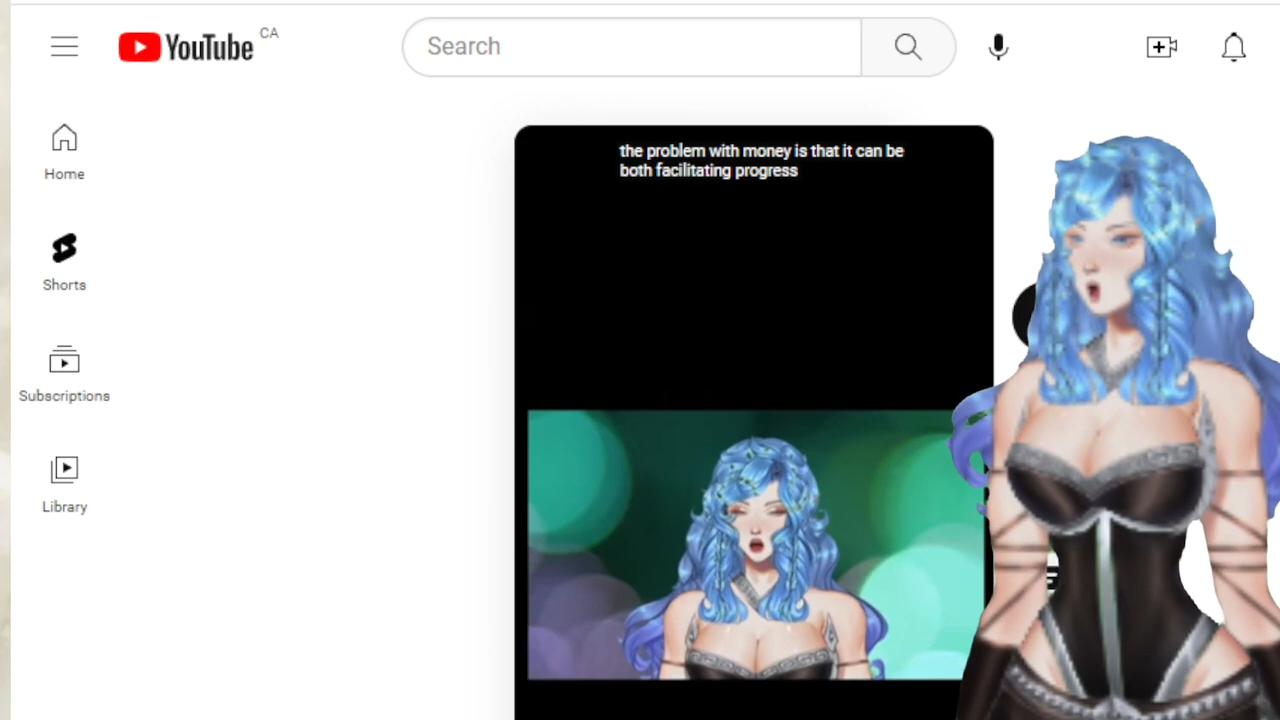 YouTube CA
Search
Home
Shorts
Subscriptions
Library
the problem with money is that it can be
both facilitating progress